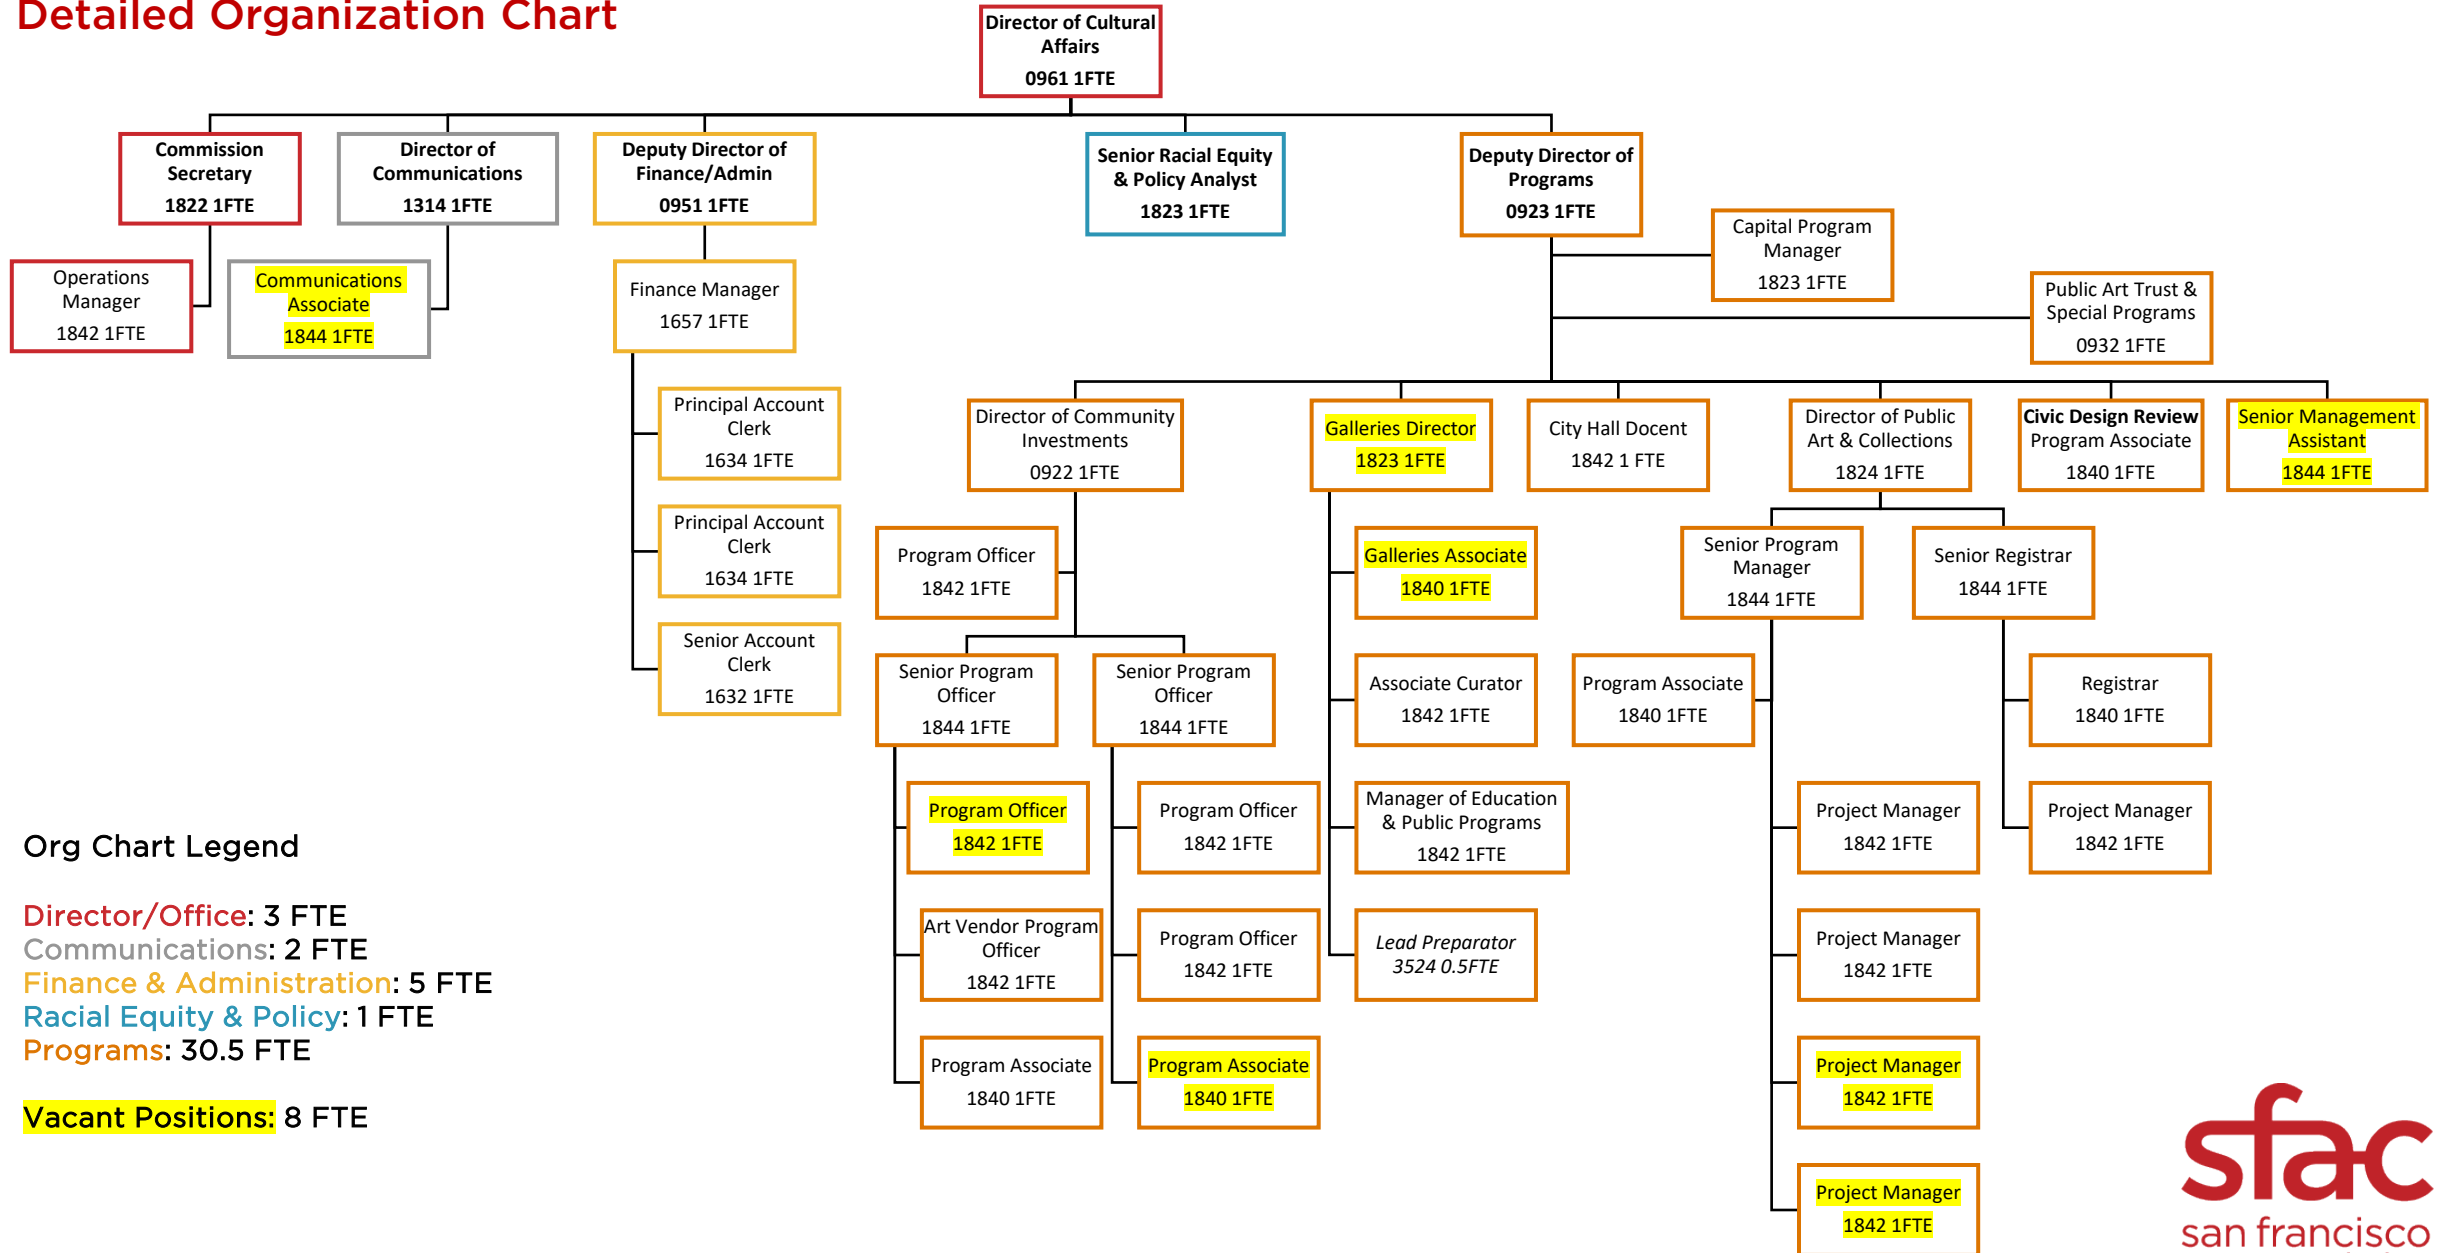 Detailed Organization Chart
Director of Cultural
Affairs
0961 1FTE
Commission
Secretary
1822 1FTE
Director of
Communications
1314 1FTE
Deputy Director of
Finance/Admin
0951 1FTE
Senior Racial Equity
& Policy Analyst
1823 1FTE
Deputy Director of
Programs
0923 1FTE
Capital Program
Manager
1823 1FTE
Public Art Trust &
Special Programs
0932 1FTE
Operations
Manager
1842 1FTE
Communications
Associate
1844 1FTE
Finance Manager
1657 1FTE
Principal Account
Clerk
1634 1FTE
Principal Account
Clerk
1634 1FTE
Senior Account
Clerk
1632 1FTE
Director of Community
Investments
0922 1FTE
Galleries Director
1823 1FTE
City Hall Docent
1842 1 FTE
Director of Public
Art & Collections
1824 1FTE
Civic Design Review
Program Associate
1840 1FTE
Senior Management
Assistant
1844 1FTE
Program Officer
1842 1FTE
Senior Program
Officer
1844 1FTE
Senior Program
Officer
1844 1FTE
Program Officer
1842 1FTE
Art Vendor Program
Officer
1842 1FTE
Program Associate
1840 1FTE
Program Officer
1842 1FTE
Program Officer
1842 1FTE
Program Associate
1840 1FTE
Galleries Associate
1840 1FTE
Associate Curator
1842 1FTE
Manager of Education
& Public Programs
1842 1FTE
Lead Preparator
3524 0.5FTE
Senior Program
Manager
1844 1FTE
Senior Registrar
1844 1FTE
Program Associate
1840 1FTE
Project Manager
1842 1FTE
Project Manager
1842 1FTE
Project Manager
1842 1FTE
Project Manager
1842 1FTE
Registrar
1840 1FTE
Project Manager
1842 1FTE
Org Chart Legend
Director/Office: 3 FTE
Communications: 2 FTE
Finance & Administration: 5 FTE
Racial Equity & Policy: 1 FTE
Programs: 30.5 FTE
Vacant Positions: 8 FTE
sfac
san francisco